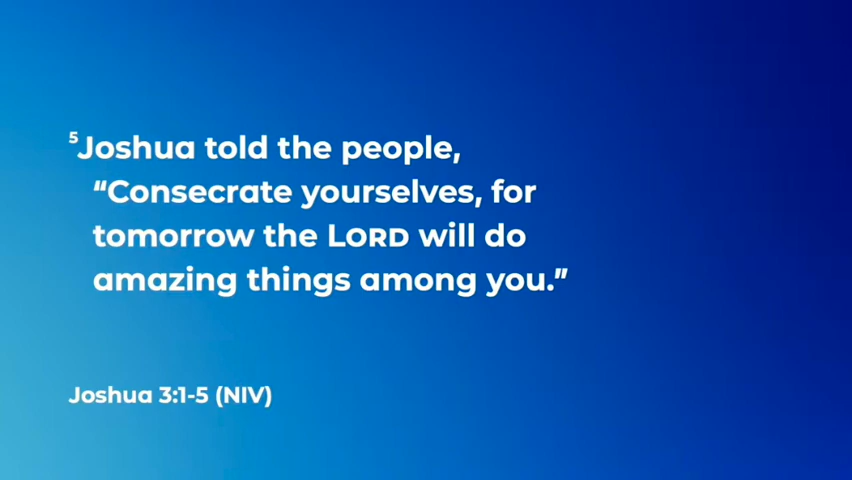 ⁵Joshua told the people,
“Consecrate yourselves, for
tomorrow the LORD will do
amazing things among you.”
Joshua 3:1-5 (NIV)